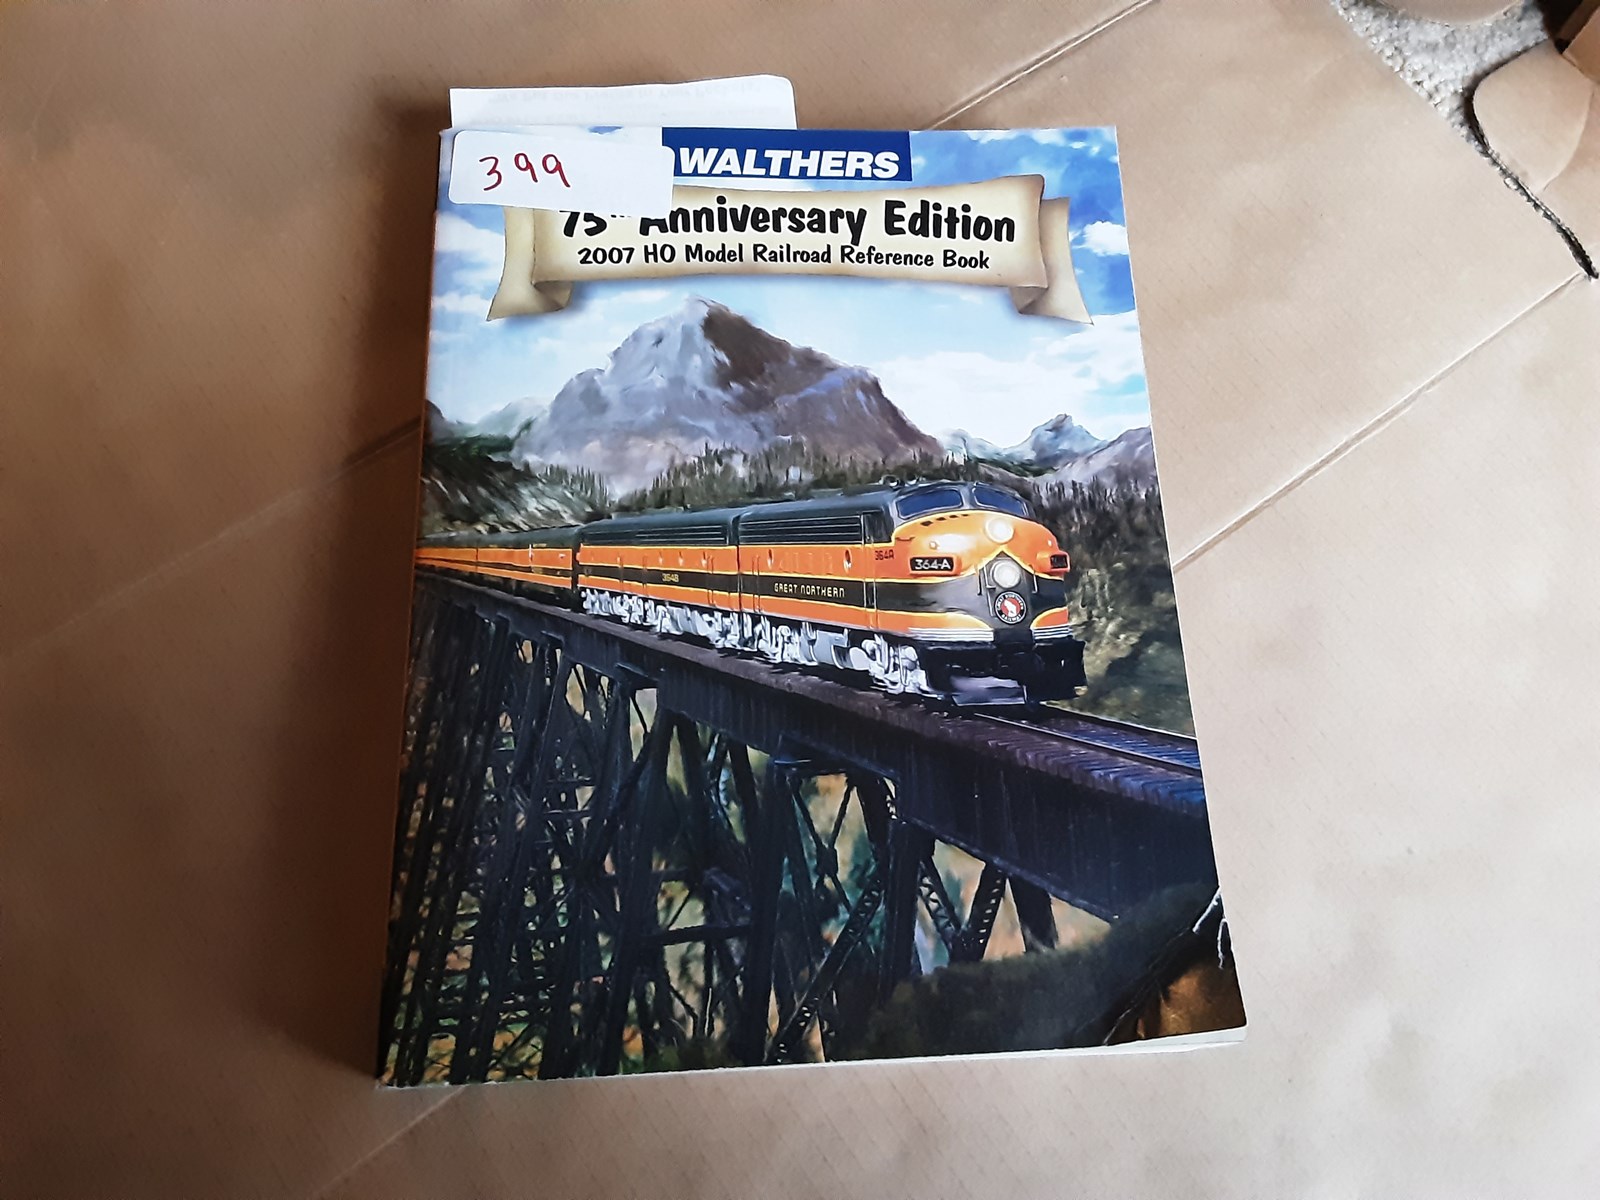 399
WALTHERS
75th Anniversary Edition
2007 HO Model Railroad Reference Book
364A
364-A
364B
GREAT NORTHERN